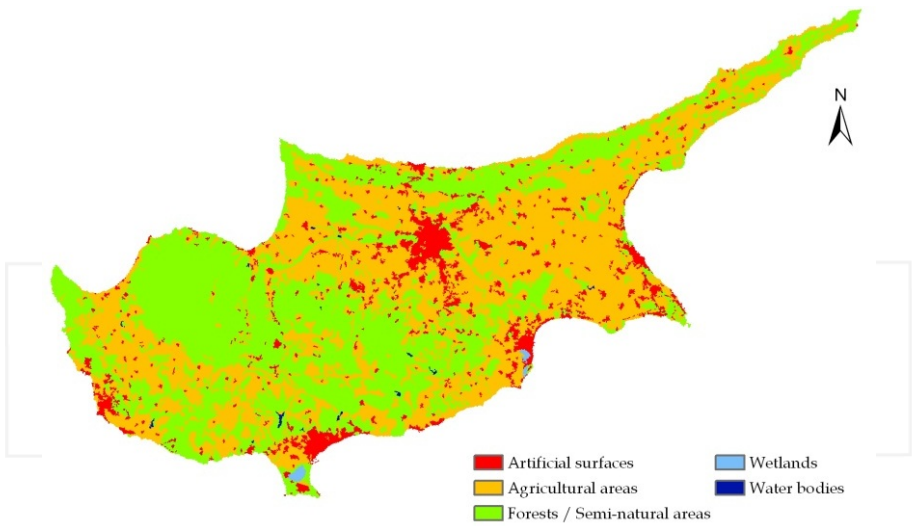 N
Artificial surfaces
Wetlands
Agricultural areas
Water bodies
Forests / Semi-natural areas